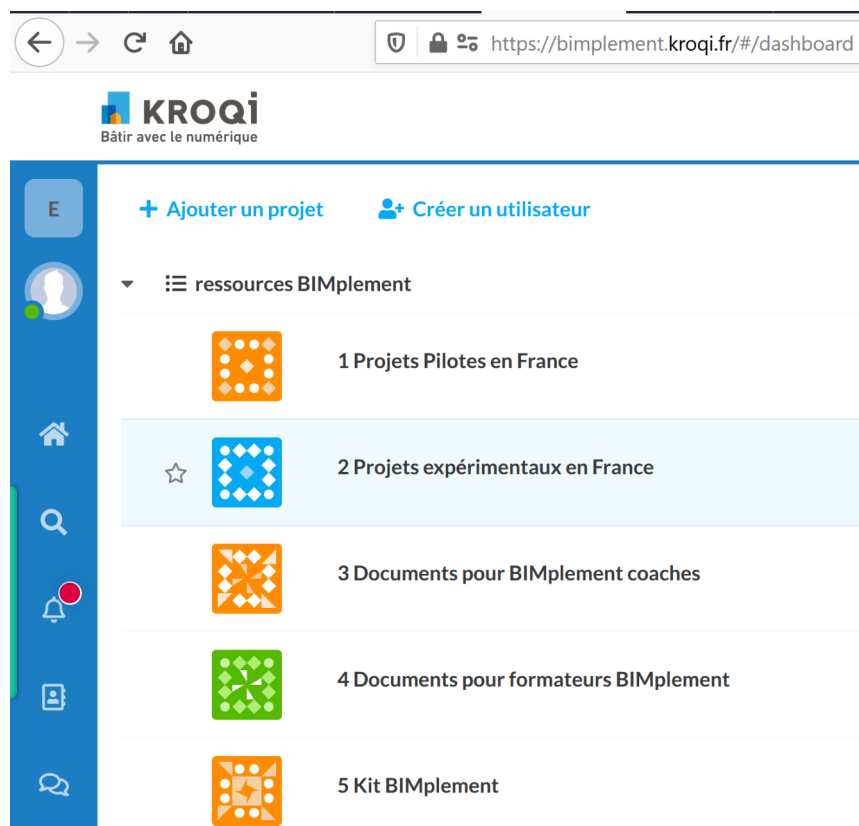 https://bimplement.kroqi.fr/#/dashboard
KROQi
Bâtir avec le numérique
E
Ajouter un projet
Créer un utilisateur
ressources BIMplement
1 Projets Pilotes en France
2 Projets expérimentaux en France
3 Documents pour BIMplement coaches
4 Documents pour formateurs BIMplement
5 Kit BIMplement